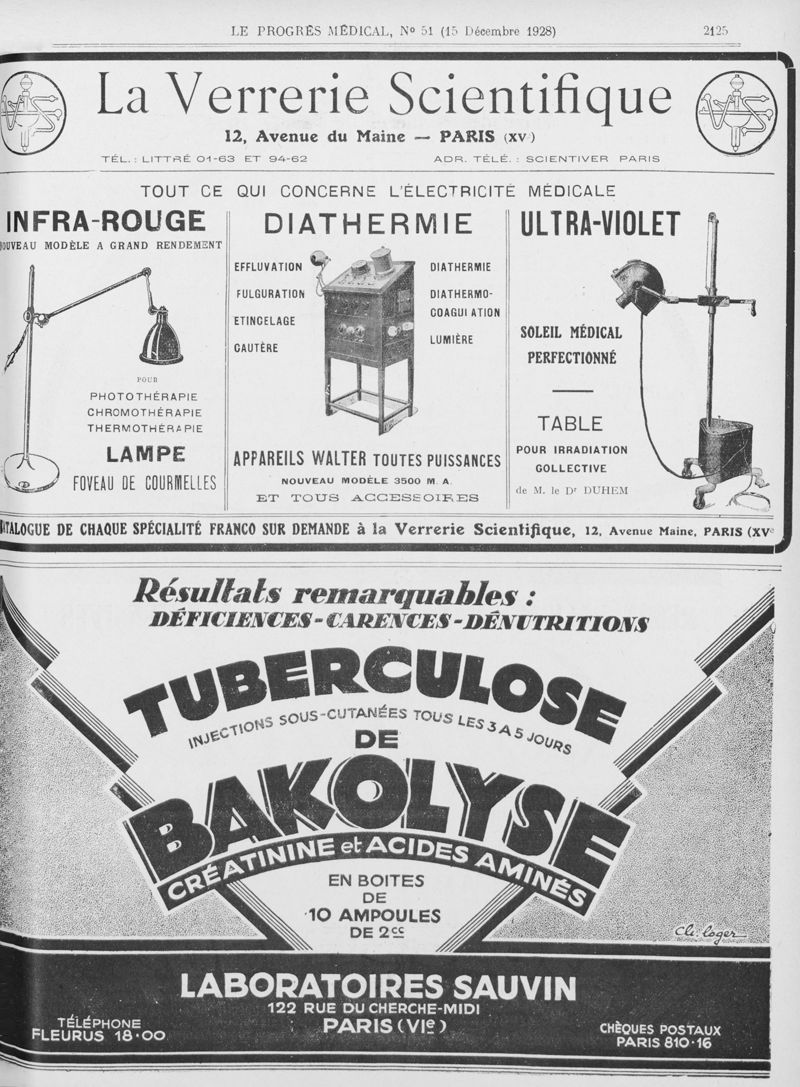 LE PROGRÈS MÉDICAL, No 51 (15 Décembre 1928) 2125
La Verrerie Scientifique
12, Avenue du Maine — PARIS (XV)
TÉL. : LITTRÉ 01-63 ET 94-62 ADR. TÉLÉ. : SCIENTIVER PARIS
TOUT CE QUI CONCERNE L'ÉLECTRICITÉ MÉDICALE
INFRA-ROUGE
OUVEAU MODÈLE A GRAND RENDEMENT
POUR
PHOTOTHÉRAPIE
CHROMOTHÉRAPIE
THERMOTHÉRAPIE
LAMPE
FOVEAU DE COURMELLES
DIATHERMIE
EFFLUVATION
FULGURATION
ETINCELAGE
CAUTÈRE
DIATHERMIE
DIATHERMO-
COAGULATION
LUMIÈRE
APPAREILS WALTER TOUTES PUISSANCES
NOUVEAU MODÈLE 3500 M. A.
ET TOUS ACCESSOIRES
ULTRA-VIOLET
SOLEIL MÉDICAL
PERFECTIONNÉ
TABLE
POUR IRRADIATION
COLLECTIVE
de M. le Dr DUHEM
ATALOGUE DE CHAQUE SPÉCIALITÉ FRANCO SUR DEMANDE à la Verrerie Scientifique, 12, Avenue Maine, PARIS (XVe
Résultats remarquables :
DÉFICIENCES-CARENCES-DÉNUTRITIONS
TUBERCULOSE
INJECTIONS SOUS-CUTANÉES TOUS LES 3 A 5 JOURS
DE
BAKOLYSE
CRÉATININE et ACIDES AMINÉS
EN BOITES
DE
10 AMPOULES
DE 2cc
Ch. Loger
LABORATOIRES SAUVIN
122 RUE DU CHERCHE-MIDI
PARIS (VIe)
TÉLÉPHONE
FLEURUS 18·00
CHÈQUES POSTAUX
PARIS 810·16